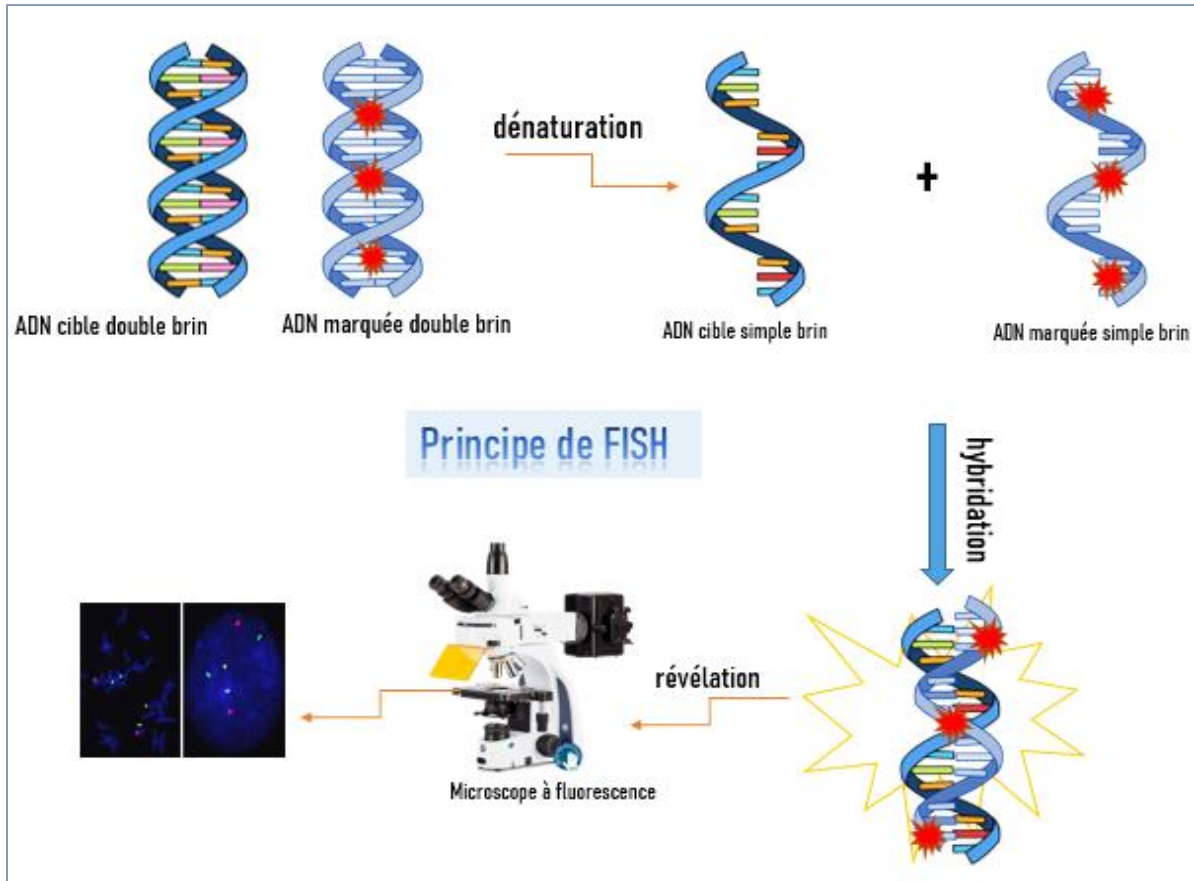 dénaturation
+
ADN cible double brin
ADN marquée double brin
ADN cible simple brin
ADN marquée simple brin
Principe de FISH
hybridation
révélation
Microscope à fluorescence